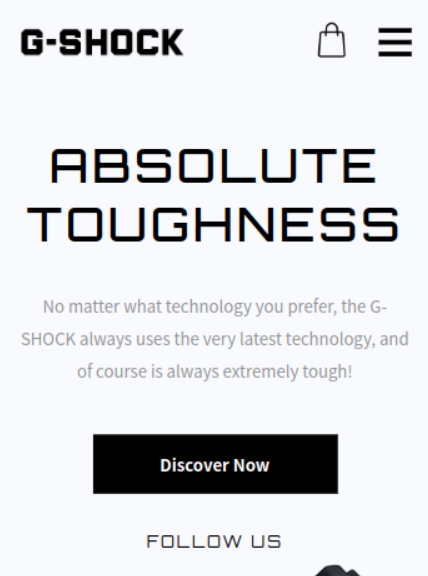 G-SHOCK
ABSOLUTE
TOUGHNESS
No matter what technology you prefer, the G-
SHOCK always uses the very latest technology, and
of course is always extremely tough!
Discover Now
FOLLOW US